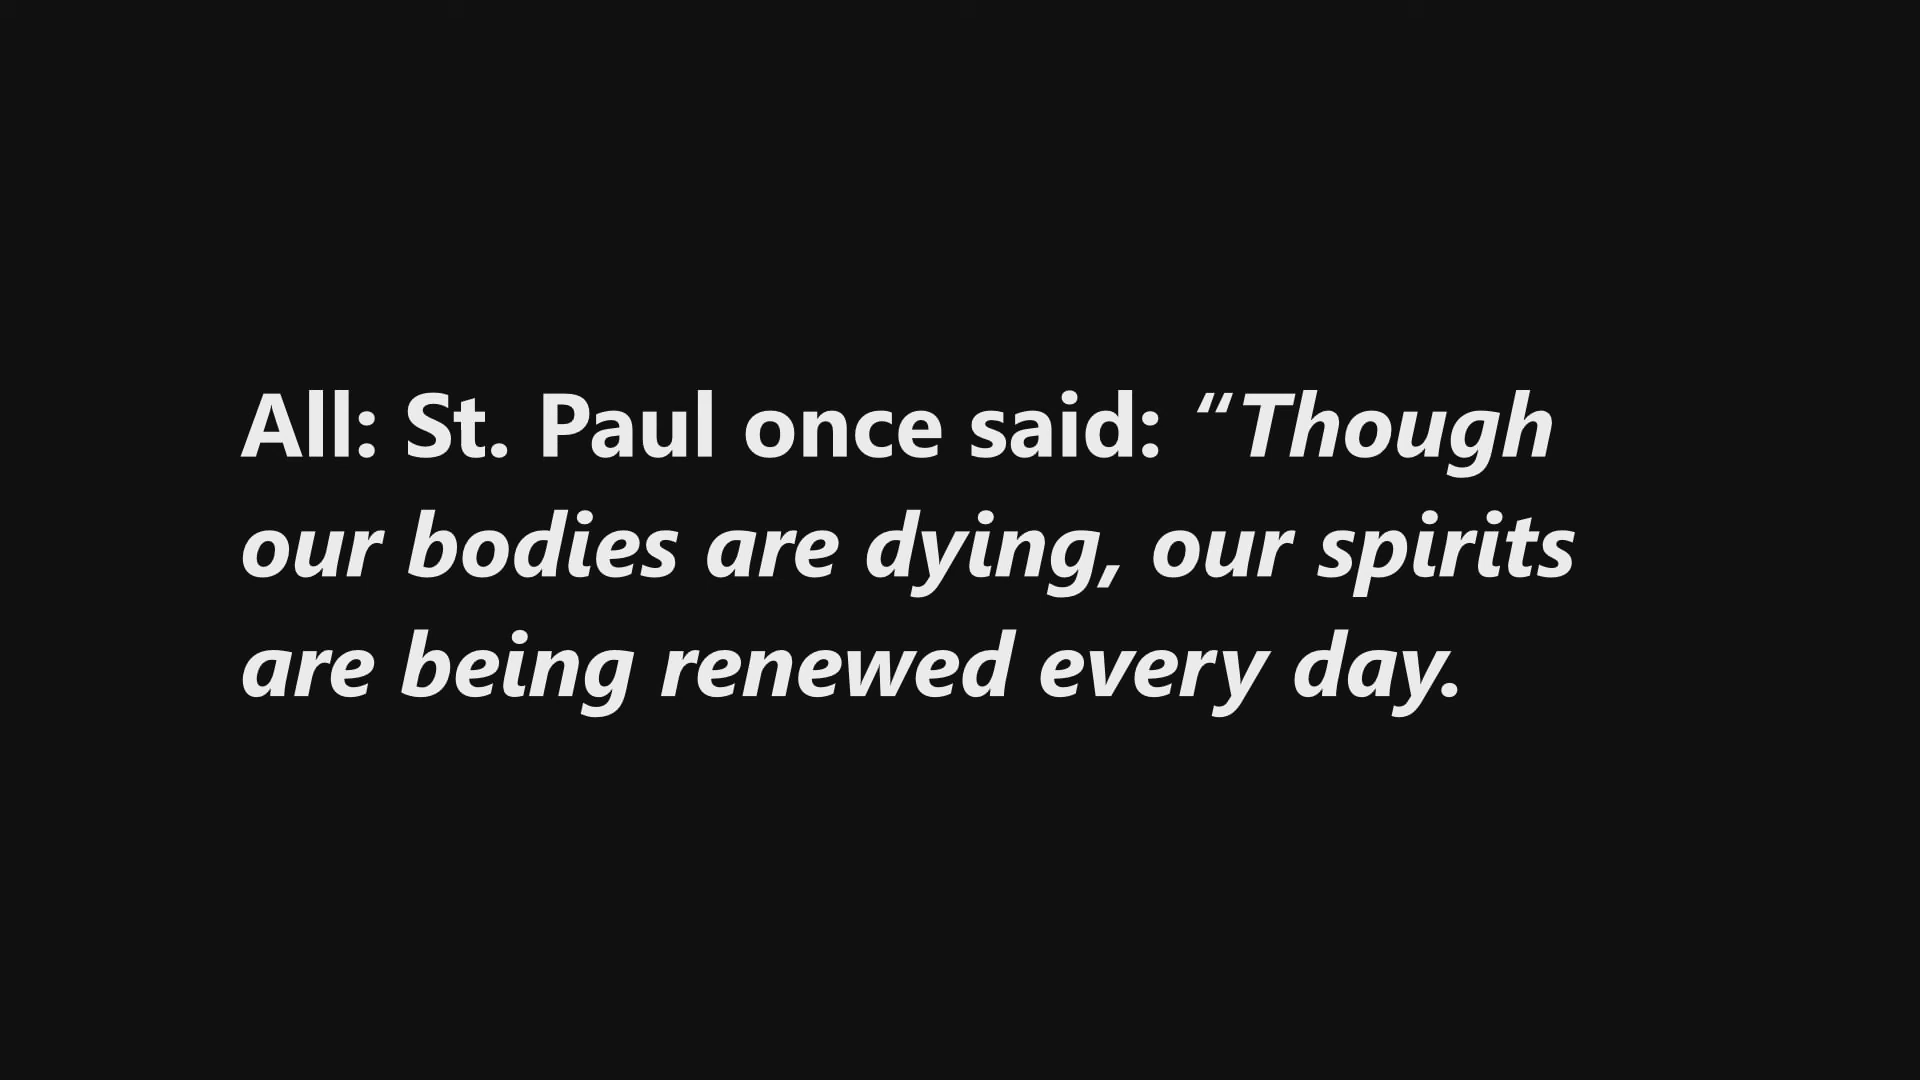 All: St. Paul once said: “Though
our bodies are dying, our spirits
are being renewed every day.